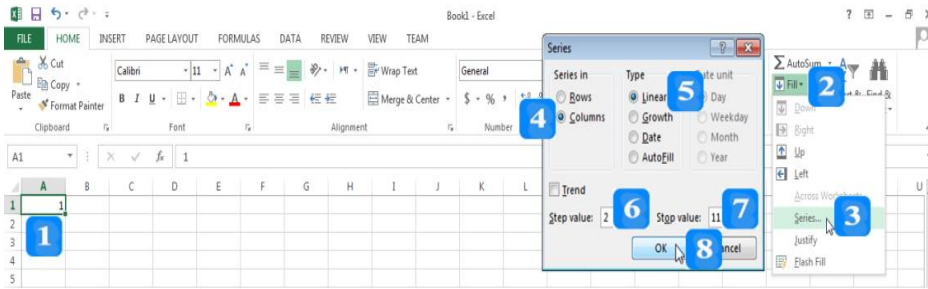 Book1 - Excel
FILE HOME INSERT PAGE LAYOUT FORMULAS DATA REVIEW VIEW TEAM
Cut
Copy
Format Painter
Paste
Clipboard
Calibri 11 A A
B I U A
Font
Wrap Text
Merge & Center
Alignment
General
$ % ,
Number
AutoSum
Fill
2
Down
Right
Up
Left
Across Worksheets
Series...
3
Justify
Flash Fill
Series
Series in
Rows
Columns
4
Type
Linear
Growth
Date
AutoFill
5
Date unit
Day
Weekday
Month
Year
Trend
Step value: 2
6
Stop value: 11
7
OK
8
A1 fx 1
A B C D E F G H I J K L U
1 1
2
3
4
5
1